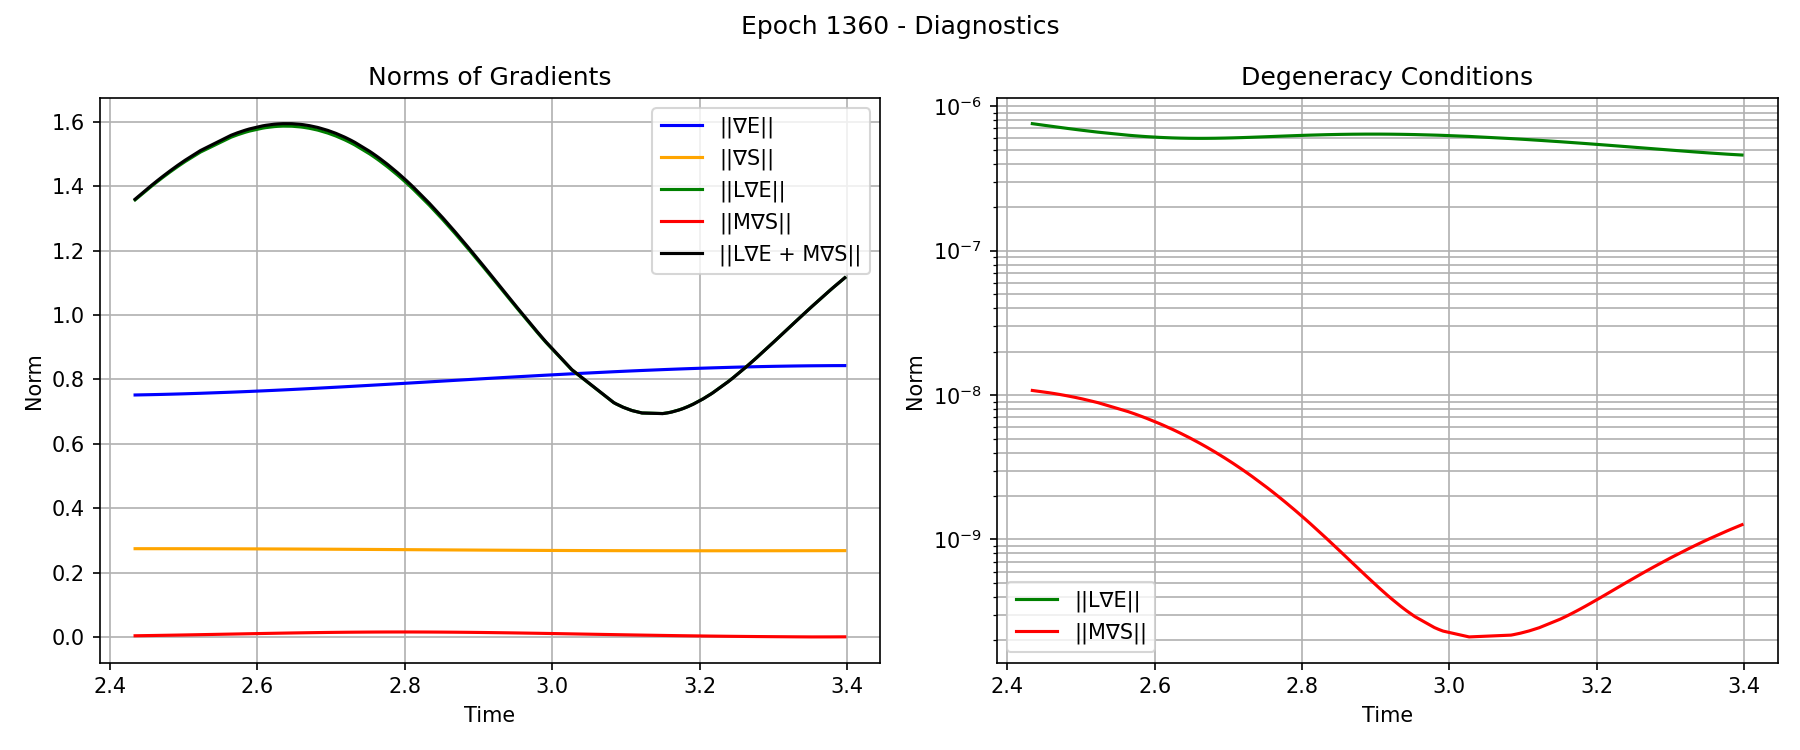 Epoch 1360 - Diagnostics
Norms of Gradients
Norm
1.6
1.4
1.2
1.0
0.8
0.6
0.4
0.2
0.0
||∇E||
||∇S||
||L∇E||
||M∇S||
||L∇E + M∇S||
2.4 2.6 2.8 3.0 3.2 3.4
Time
Degeneracy Conditions
Norm
10⁻⁶
10⁻⁷
10⁻⁸
10⁻⁹
||L∇E||
||M∇S||
2.4 2.6 2.8 3.0 3.2 3.4
Time